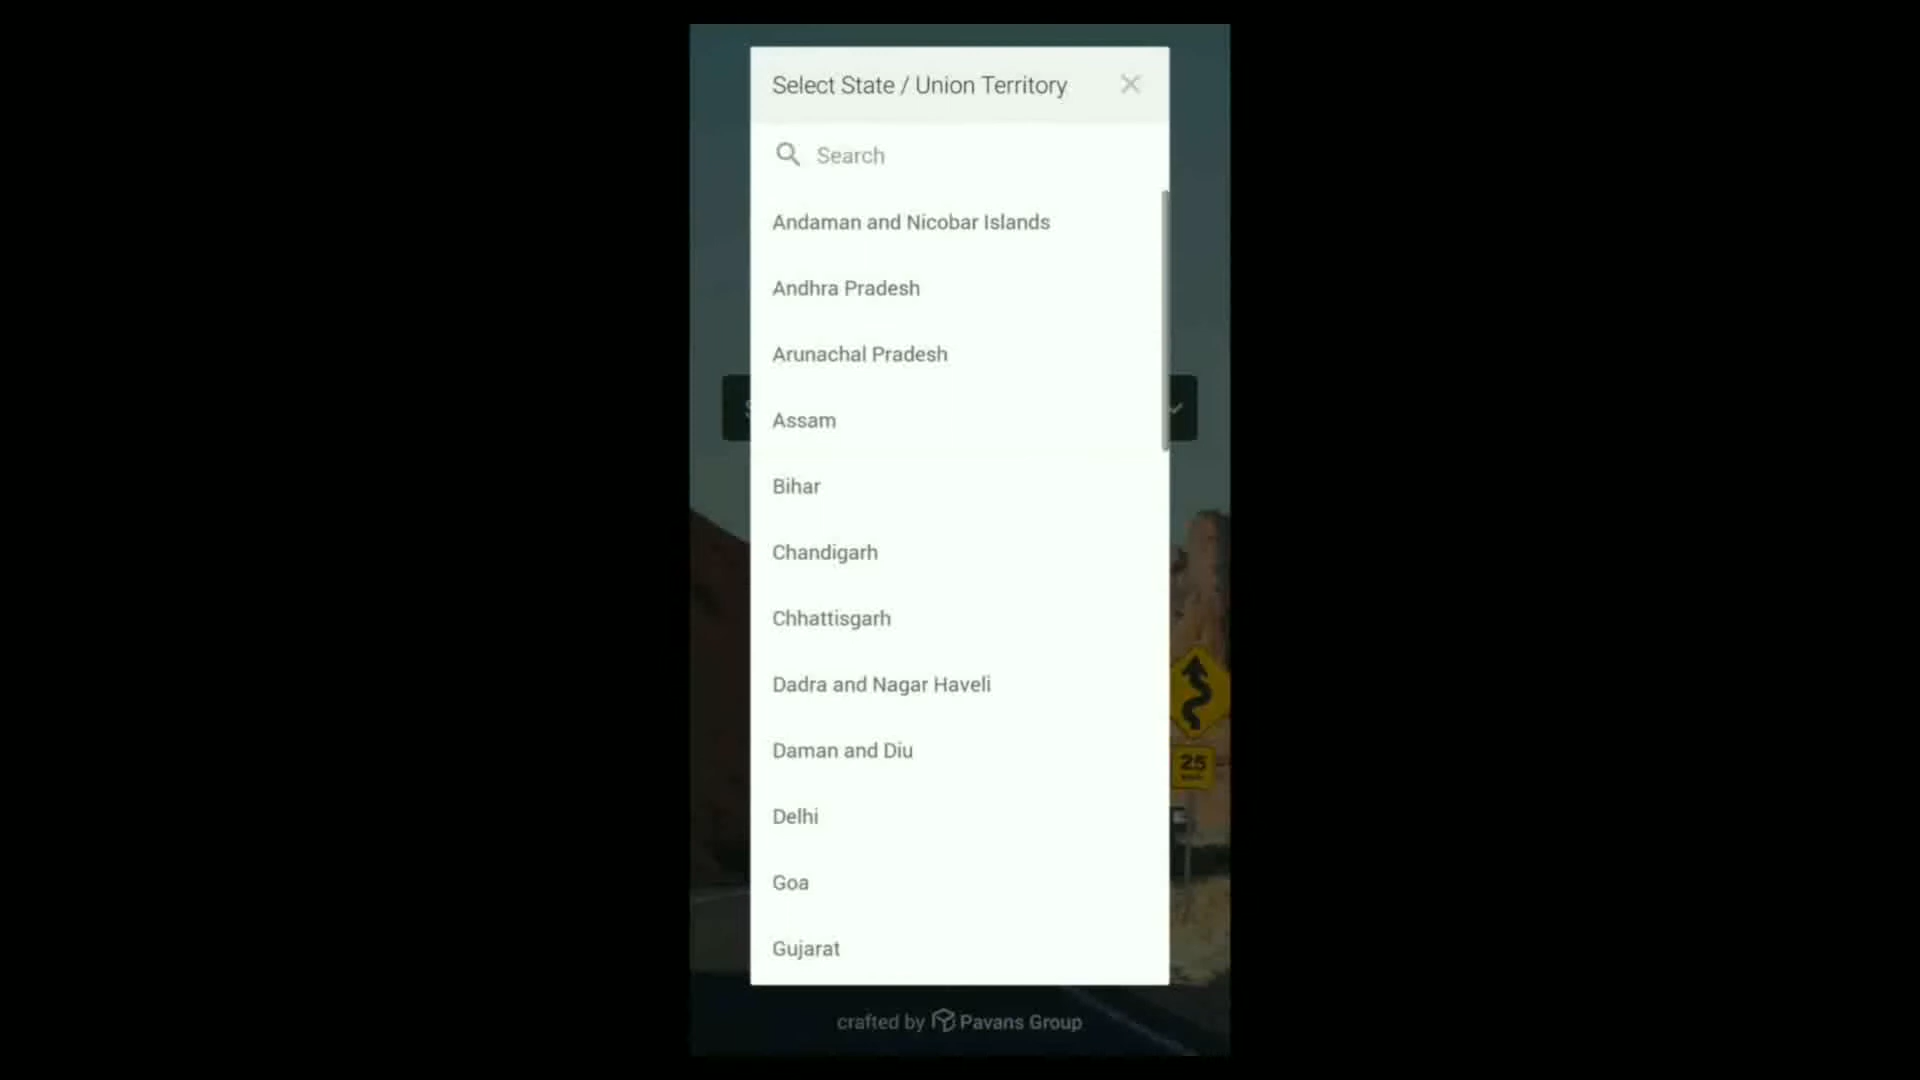 Select State / Union Territory
Search
Andaman and Nicobar Islands
Andhra Pradesh
Arunachal Pradesh
Assam
Bihar
Chandigarh
Chhattisgarh
Dadra and Nagar Haveli
Daman and Diu
Delhi
Goa
Gujarat
25
crafted by Pavans Group